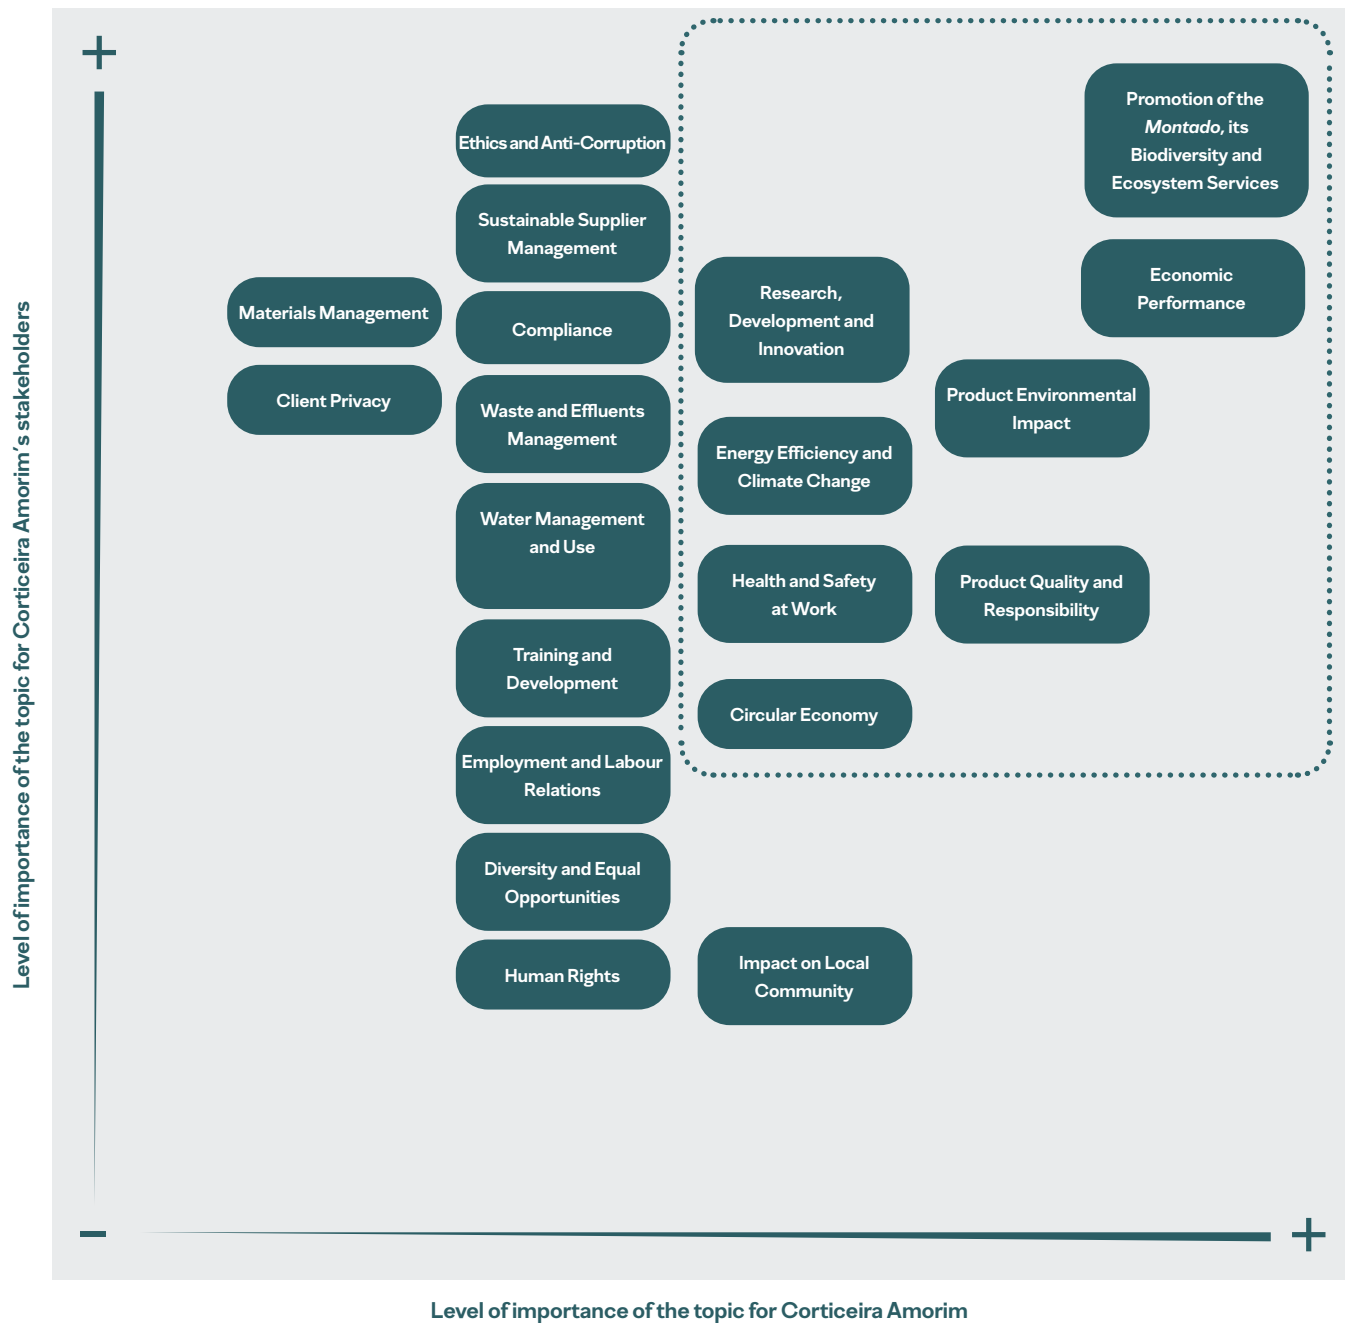 +
Level of importance of the topic for Corticeira Amorim's stakeholders
Materials Management
Client Privacy
Ethics and Anti-Corruption
Sustainable Supplier
Management
Compliance
Waste and Effluents
Management
Water Management
and Use
Training and
Development
Employment and Labour
Relations
Diversity and Equal
Opportunities
Human Rights
Research,
Development and
Innovation
Energy Efficiency and
Climate Change
Health and Safety
at Work
Circular Economy
Impact on Local
Community
Product Environmental
Impact
Product Quality and
Responsibility
Promotion of the
Montado, its
Biodiversity and
Ecosystem Services
Economic
Performance
−
+
Level of importance of the topic for Corticeira Amorim